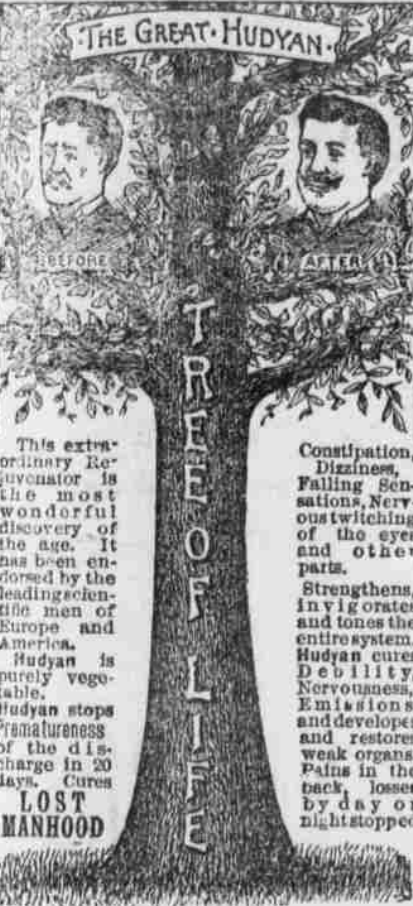 THE GREAT·HUDYAN·
BEFORE
AFTER
TREE OF LIFE
This extra-
ordinary Re-
juvenator is
the most
wonderful
discovery of
the age. It
has been en-
dorsed by the
leading scien-
tific men of
Europe and
America.
Hudyan is
purely vege-
table.
Hudyan stops
Prematureness
of the dis-
charge in 20
days. Cures
LOST
MANHOOD
Constipation,
Dizziness,
Falling Sen-
sations, Nerv-
ous twitching
of the eyes
and other
parts.
Strengthens,
invigorates
and tones the
entire system.
Hudyan cures
Debility,
Nervousness,
Emissions
and developes
and restores
weak organs.
Pains in the
back, losses
by day or
night stopped